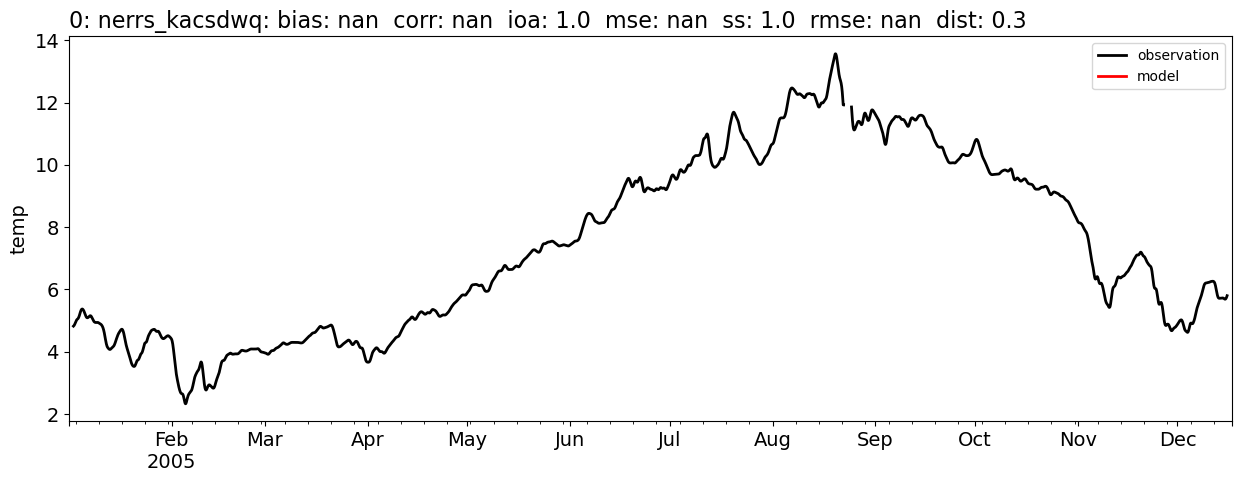 0: nerrs_kacsdwq: bias: nan  corr: nan  ioa: 1.0  mse: nan  ss: 1.0  rmse: nan  dist: 0.3
14
12
10
8
6
4
2
temp
observation
model
Feb Mar Apr May Jun Jul Aug Sep Oct Nov Dec
2005